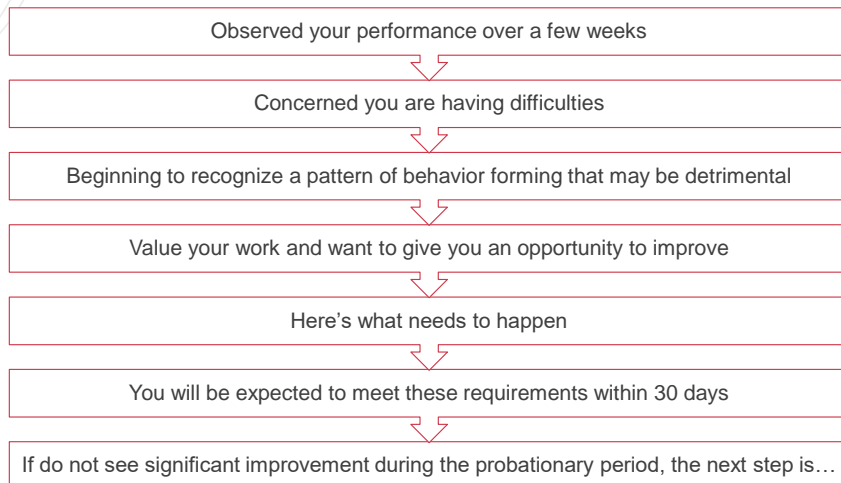 Observed your performance over a few weeks
Concerned you are having difficulties
Beginning to recognize a pattern of behavior forming that may be detrimental
Value your work and want to give you an opportunity to improve
Here’s what needs to happen
You will be expected to meet these requirements within 30 days
If do not see significant improvement during the probationary period, the next step is…